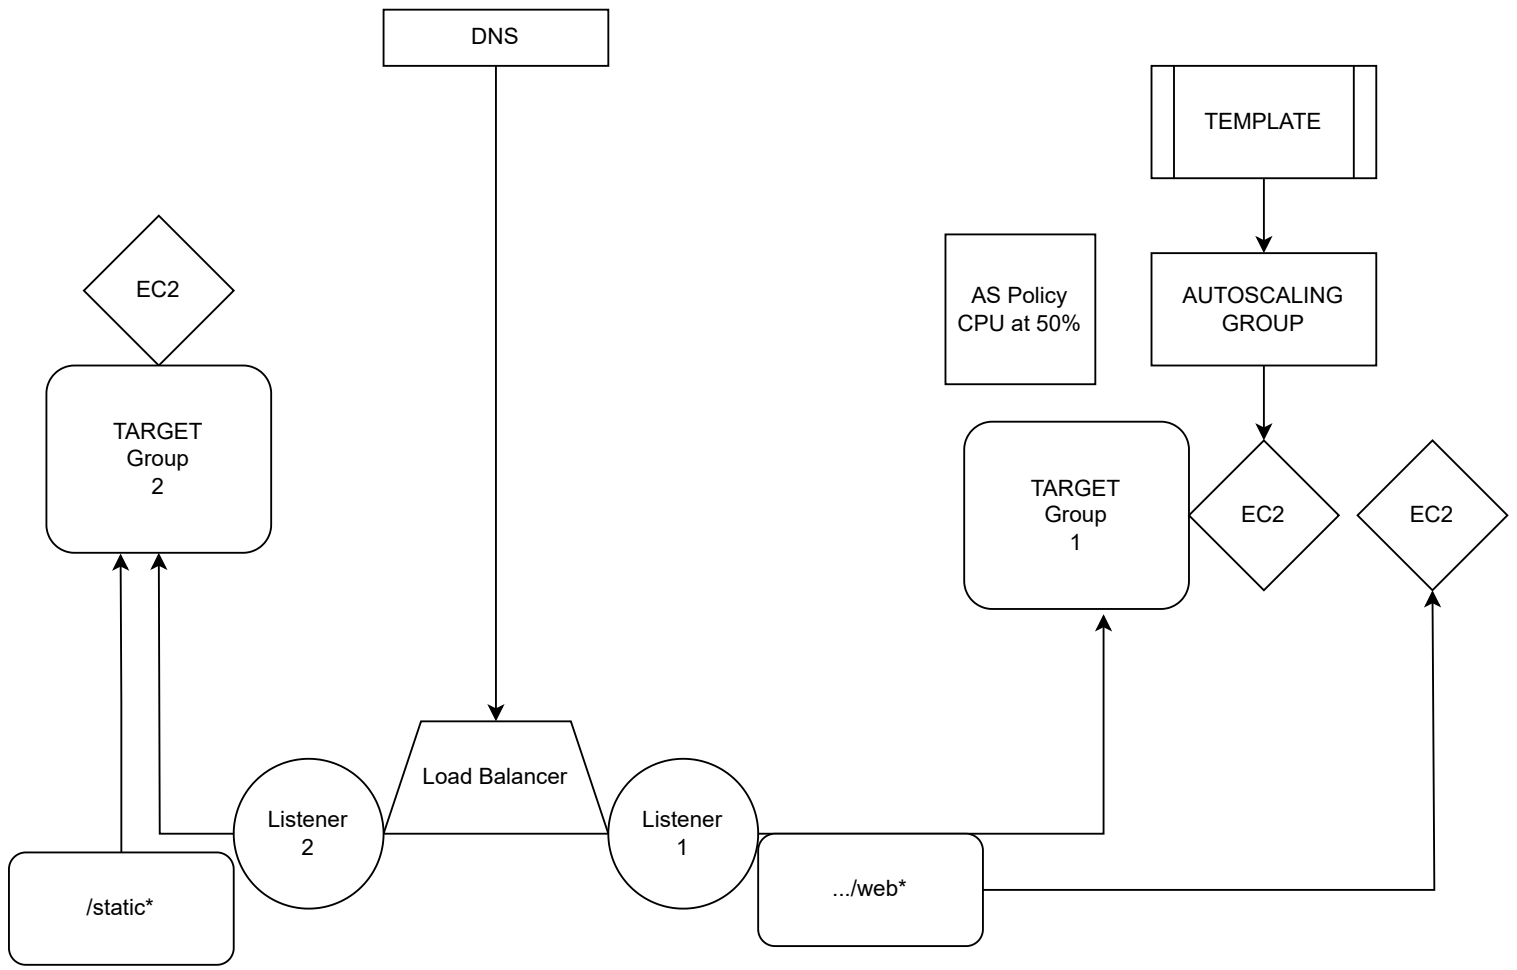 DNS
TEMPLATE
EC2
AS Policy
CPU at 50%
AUTOSCALING
GROUP
TARGET
Group
2
TARGET
Group
1
EC2
EC2
Load Balancer
Listener
2
Listener
1
/static*
.../web*